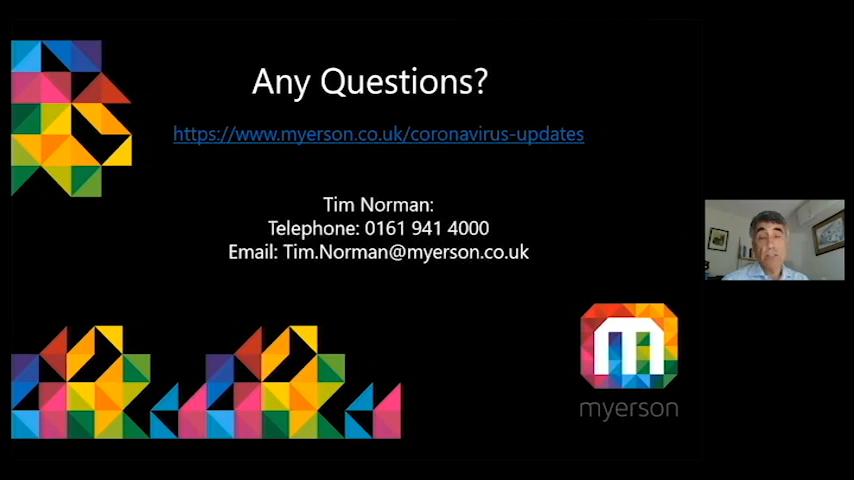 Any Questions?
https://www.myerson.co.uk/coronavirus-updates
Tim Norman:
Telephone: 0161 941 4000
Email: Tim.Norman@myerson.co.uk
m
myerson